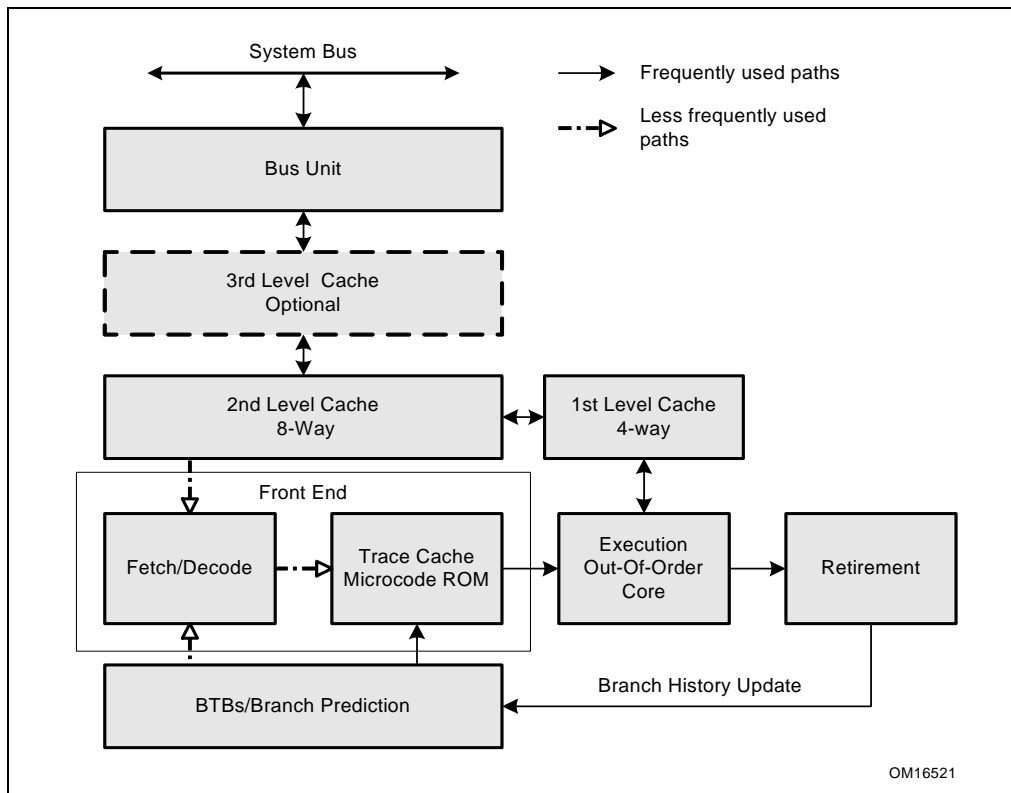 System Bus
Frequently used paths
Less frequently used
paths
Bus Unit
3rd Level Cache
Optional
2nd Level Cache
8-Way
1st Level Cache
4-way
Front End
Fetch/Decode
Trace Cache
Microcode ROM
Execution
Out-Of-Order
Core
Retirement
BTBs/Branch Prediction
Branch History Update
OM16521